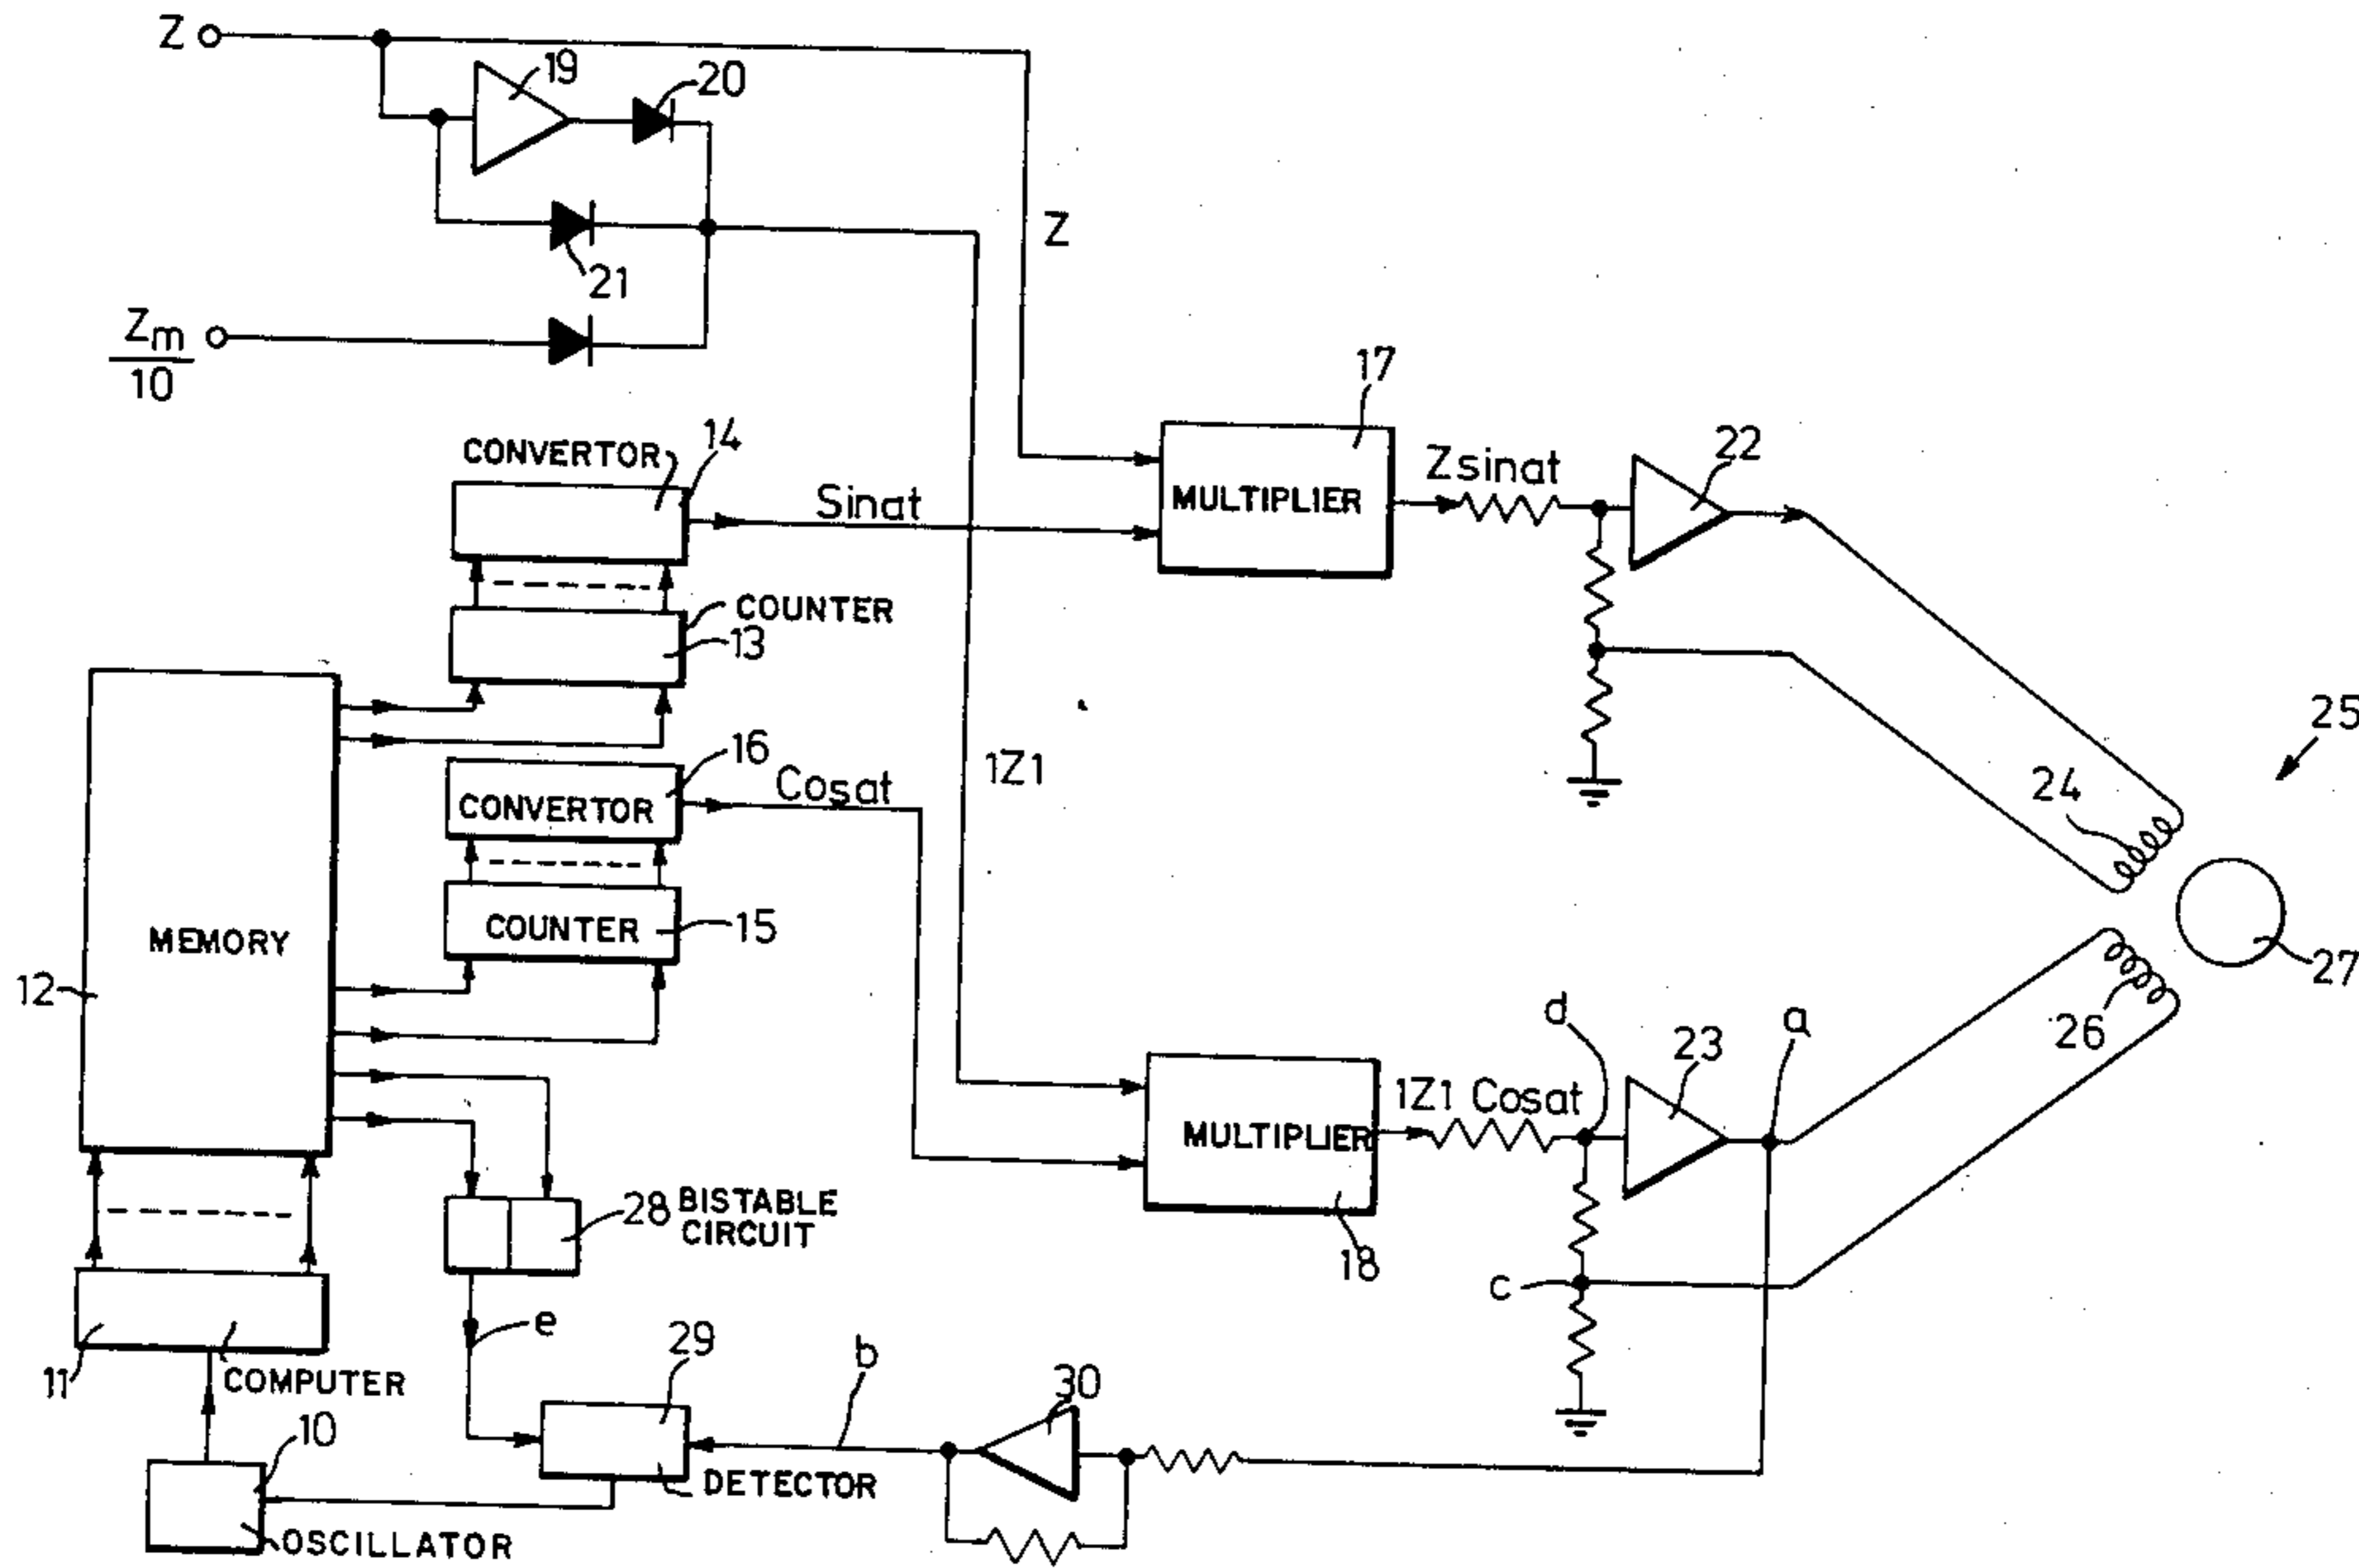 Z
19
20
Z
21
Zm
10
17
CONVERTOR
14
Sinat
MULTIPLIER
Zsinat
22
COUNTER
13
25
16
CONVERTOR
Cosat
1Z1
24
MEMORY
COUNTER
15
27
12
26
d
23
a
1Z1 Cosat
MULTIPLIER
28 BISTABLE
CIRCUIT
18
c
e
29
b
30
11
COMPUTER
10
DETECTOR
OSCILLATOR